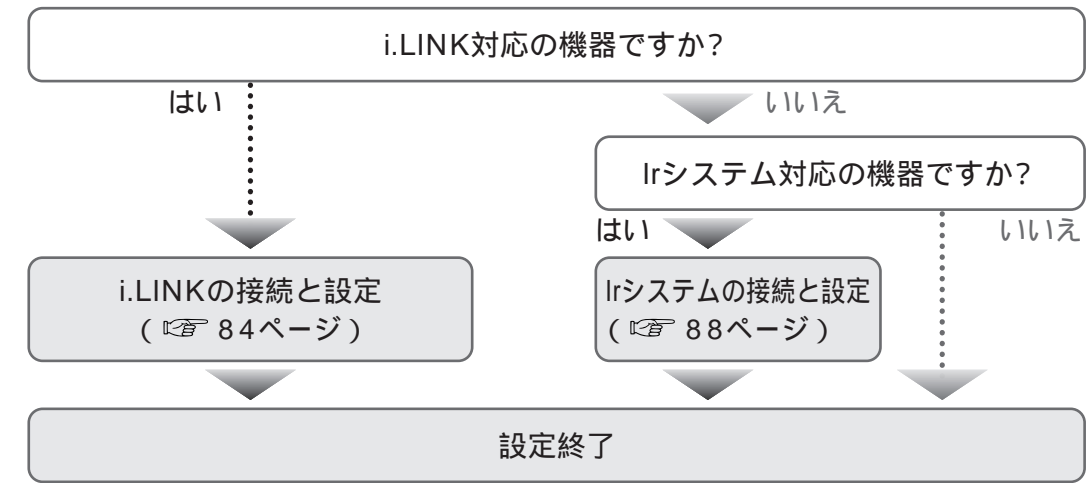 i.LINK対応の機器ですか?
はい
いいえ
Irシステム対応の機器ですか?
はい
いいえ
i.LINKの接続と設定
(☞ 84ページ)
Irシステムの接続と設定
(☞ 88ページ)
設定終了